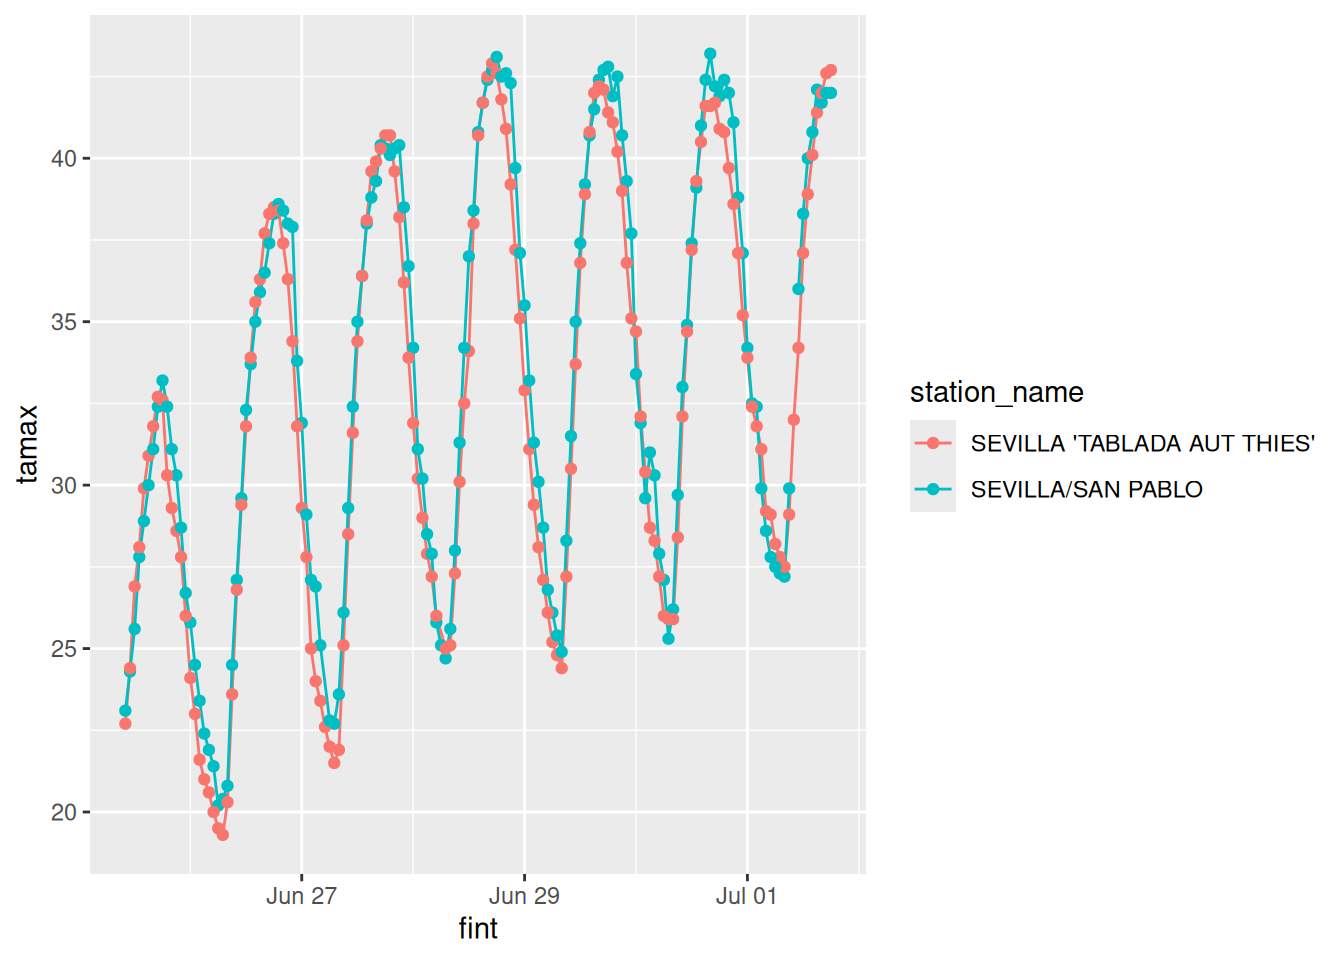 40
35
30
25
20
tamax
Jun 27
Jun 29
Jul 01
fint
station_name
SEVILLA 'TABLADA AUT THIES'
SEVILLA/SAN PABLO